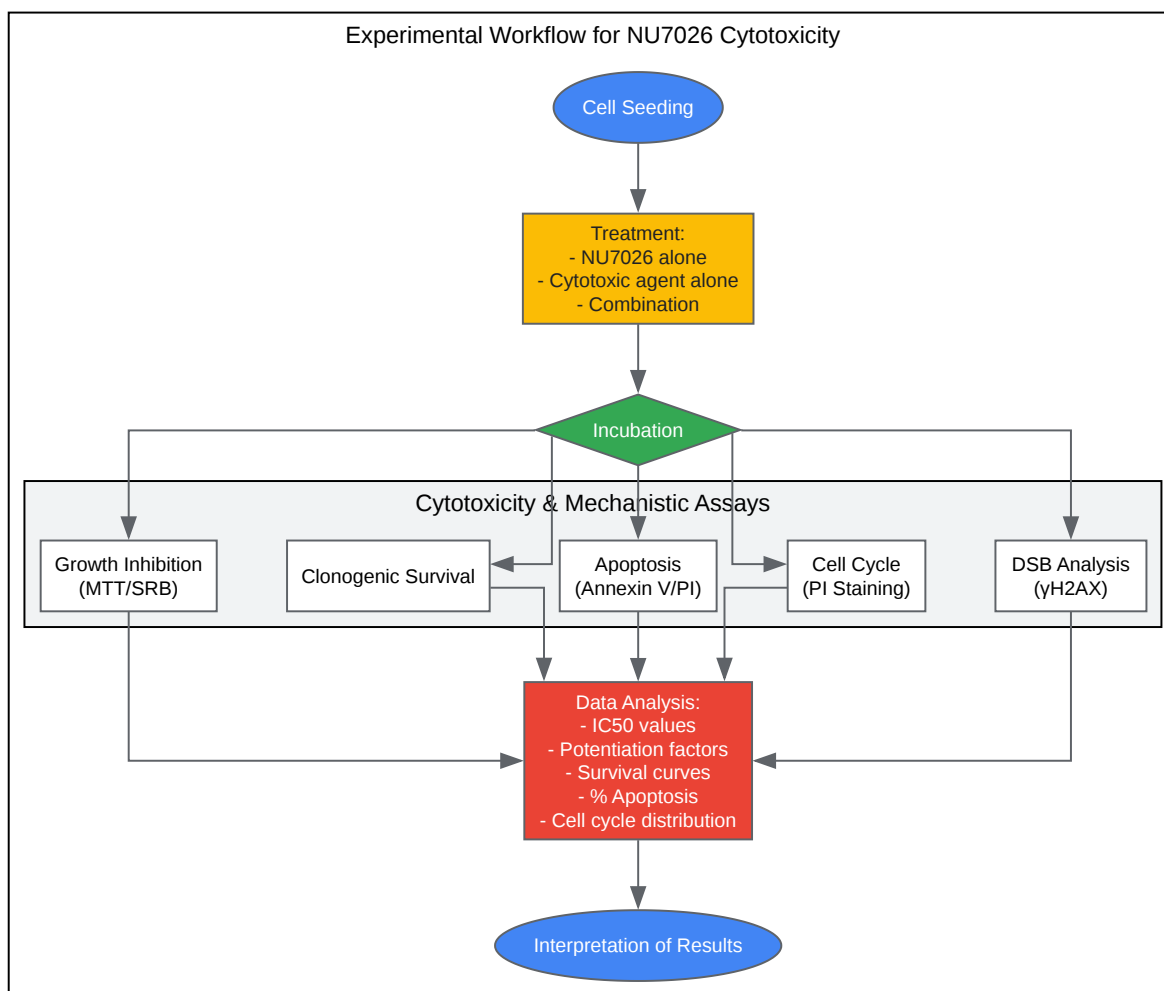 Experimental Workflow for NU7026 Cytotoxicity
Cell Seeding
Treatment:
- NU7026 alone
- Cytotoxic agent alone
- Combination
Incubation
Cytotoxicity & Mechanistic Assays
Growth Inhibition
(MTT/SRB)
Clonogenic Survival
Apoptosis
(Annexin V/PI)
Cell Cycle
(PI Staining)
DSB Analysis
(γH2AX)
Data Analysis:
- IC50 values
- Potentiation factors
- Survival curves
- % Apoptosis
- Cell cycle distribution
Interpretation of Results